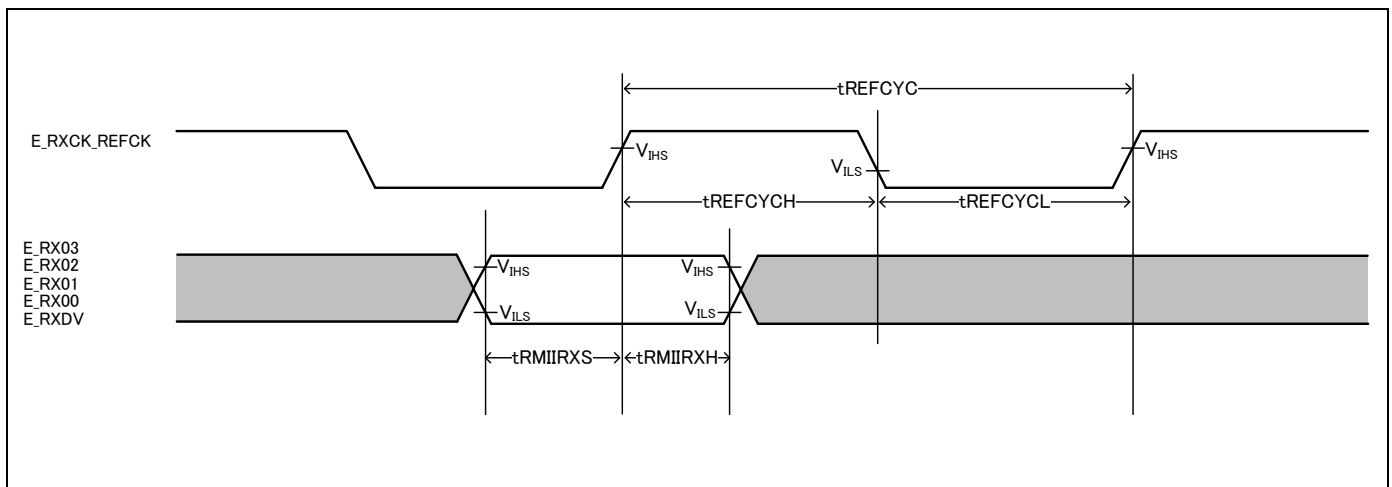 tREFCYC
E_RXCK_REFCK
VIHS
VILS
VIHS
tREFCYCH
tREFCYCL
E_RX03
E_RX02
E_RX01
E_RX00
E_RXDV
VIHS
VIHS
VILS
VILS
tRMIIRXS
tRMIIRXH